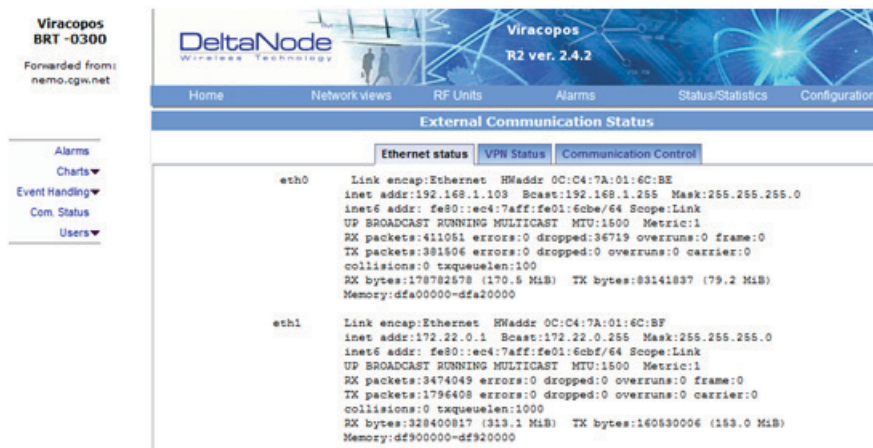 Viracopos
BRT -0300
Forwarded from:
nemo.cgw.net
DeltaNode
Wireless Technology
Viracopos
R2 ver. 2.4.2
Home Network views RF Units Alarms Status/Statistics Configuration
External Communication Status
Alarms
Charts
Event Handling
Com. Status
Users
Ethernet status VPN Status Communication Control
eth0 Link encap:Ethernet HWaddr 0C:C4:7A:01:6C:BE
inet addr:192.168.1.103 Bcast:192.168.1.255 Mask:255.255.255.0
inet6 addr: fe80::ec4:7aff:fe01:6cbe/64 Scope:Link
UP BROADCAST RUNNING MULTICAST MTU:1500 Metric:1
RX packets:411051 errors:0 dropped:36719 overruns:0 frame:0
TX packets:381506 errors:0 dropped:0 overruns:0 carrier:0
collisions:0 txqueuelen:100
RX bytes:178782578 (170.5 MiB) TX bytes:83141837 (79.2 MiB)
Memory:dfa00000-dfa20000
eth1 Link encap:Ethernet HWaddr 0C:C4:7A:01:6C:BF
inet addr:172.22.0.1 Bcast:172.22.0.255 Mask:255.255.255.0
inet6 addr: fe80::ec4:7aff:fe01:6cbf/64 Scope:Link
UP BROADCAST RUNNING MULTICAST MTU:1500 Metric:1
RX packets:3474049 errors:0 dropped:0 overruns:0 frame:0
TX packets:1796408 errors:0 dropped:0 overruns:0 carrier:0
collisions:0 txqueuelen:1000
RX bytes:328400817 (313.1 MiB) TX bytes:160530006 (153.0 MiB)
Memory:df900000-df920000